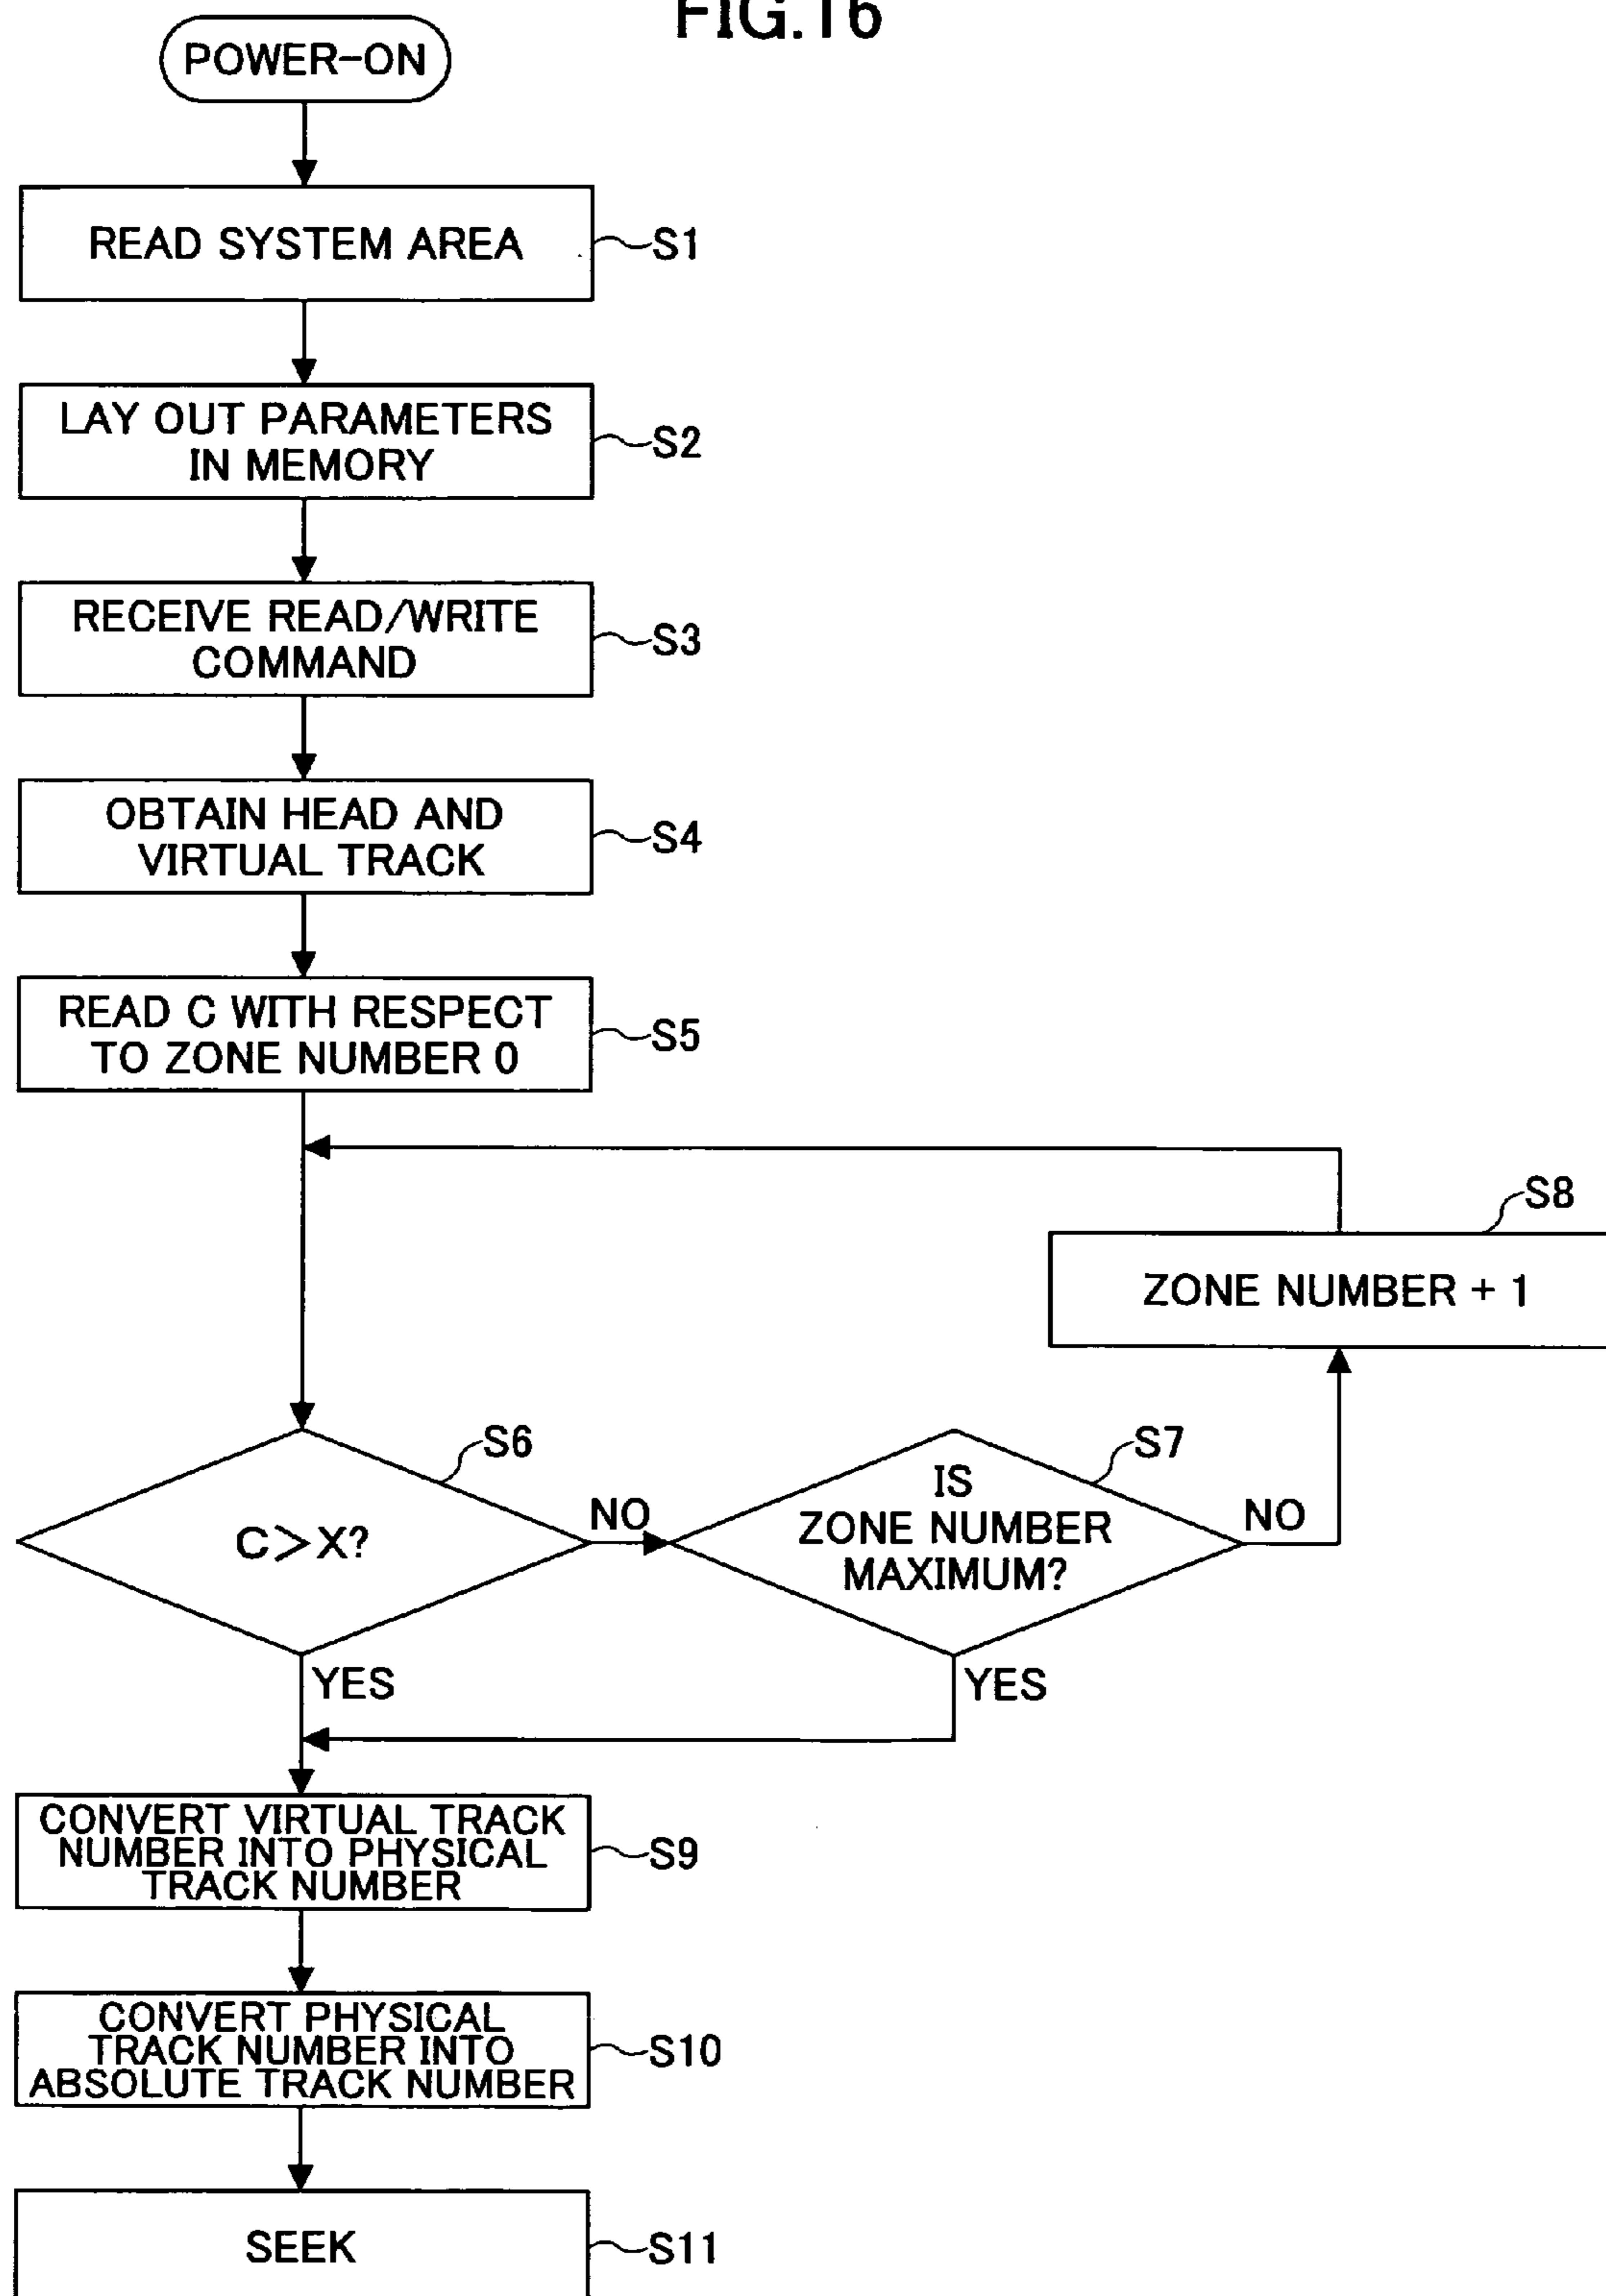 FIG.16
POWER-ON
READ SYSTEM AREA
S1
LAY OUT PARAMETERS
IN MEMORY
S2
RECEIVE READ/WRITE
COMMAND
S3
OBTAIN HEAD AND
VIRTUAL TRACK
S4
READ C WITH RESPECT
TO ZONE NUMBER 0
S5
S8
ZONE NUMBER + 1
S6
C>X?
NO
S7
IS
ZONE NUMBER
MAXIMUM?
NO
YES
YES
CONVERT VIRTUAL TRACK
NUMBER INTO PHYSICAL
TRACK NUMBER
S9
CONVERT PHYSICAL
TRACK NUMBER INTO
ABSOLUTE TRACK NUMBER
S10
SEEK
S11